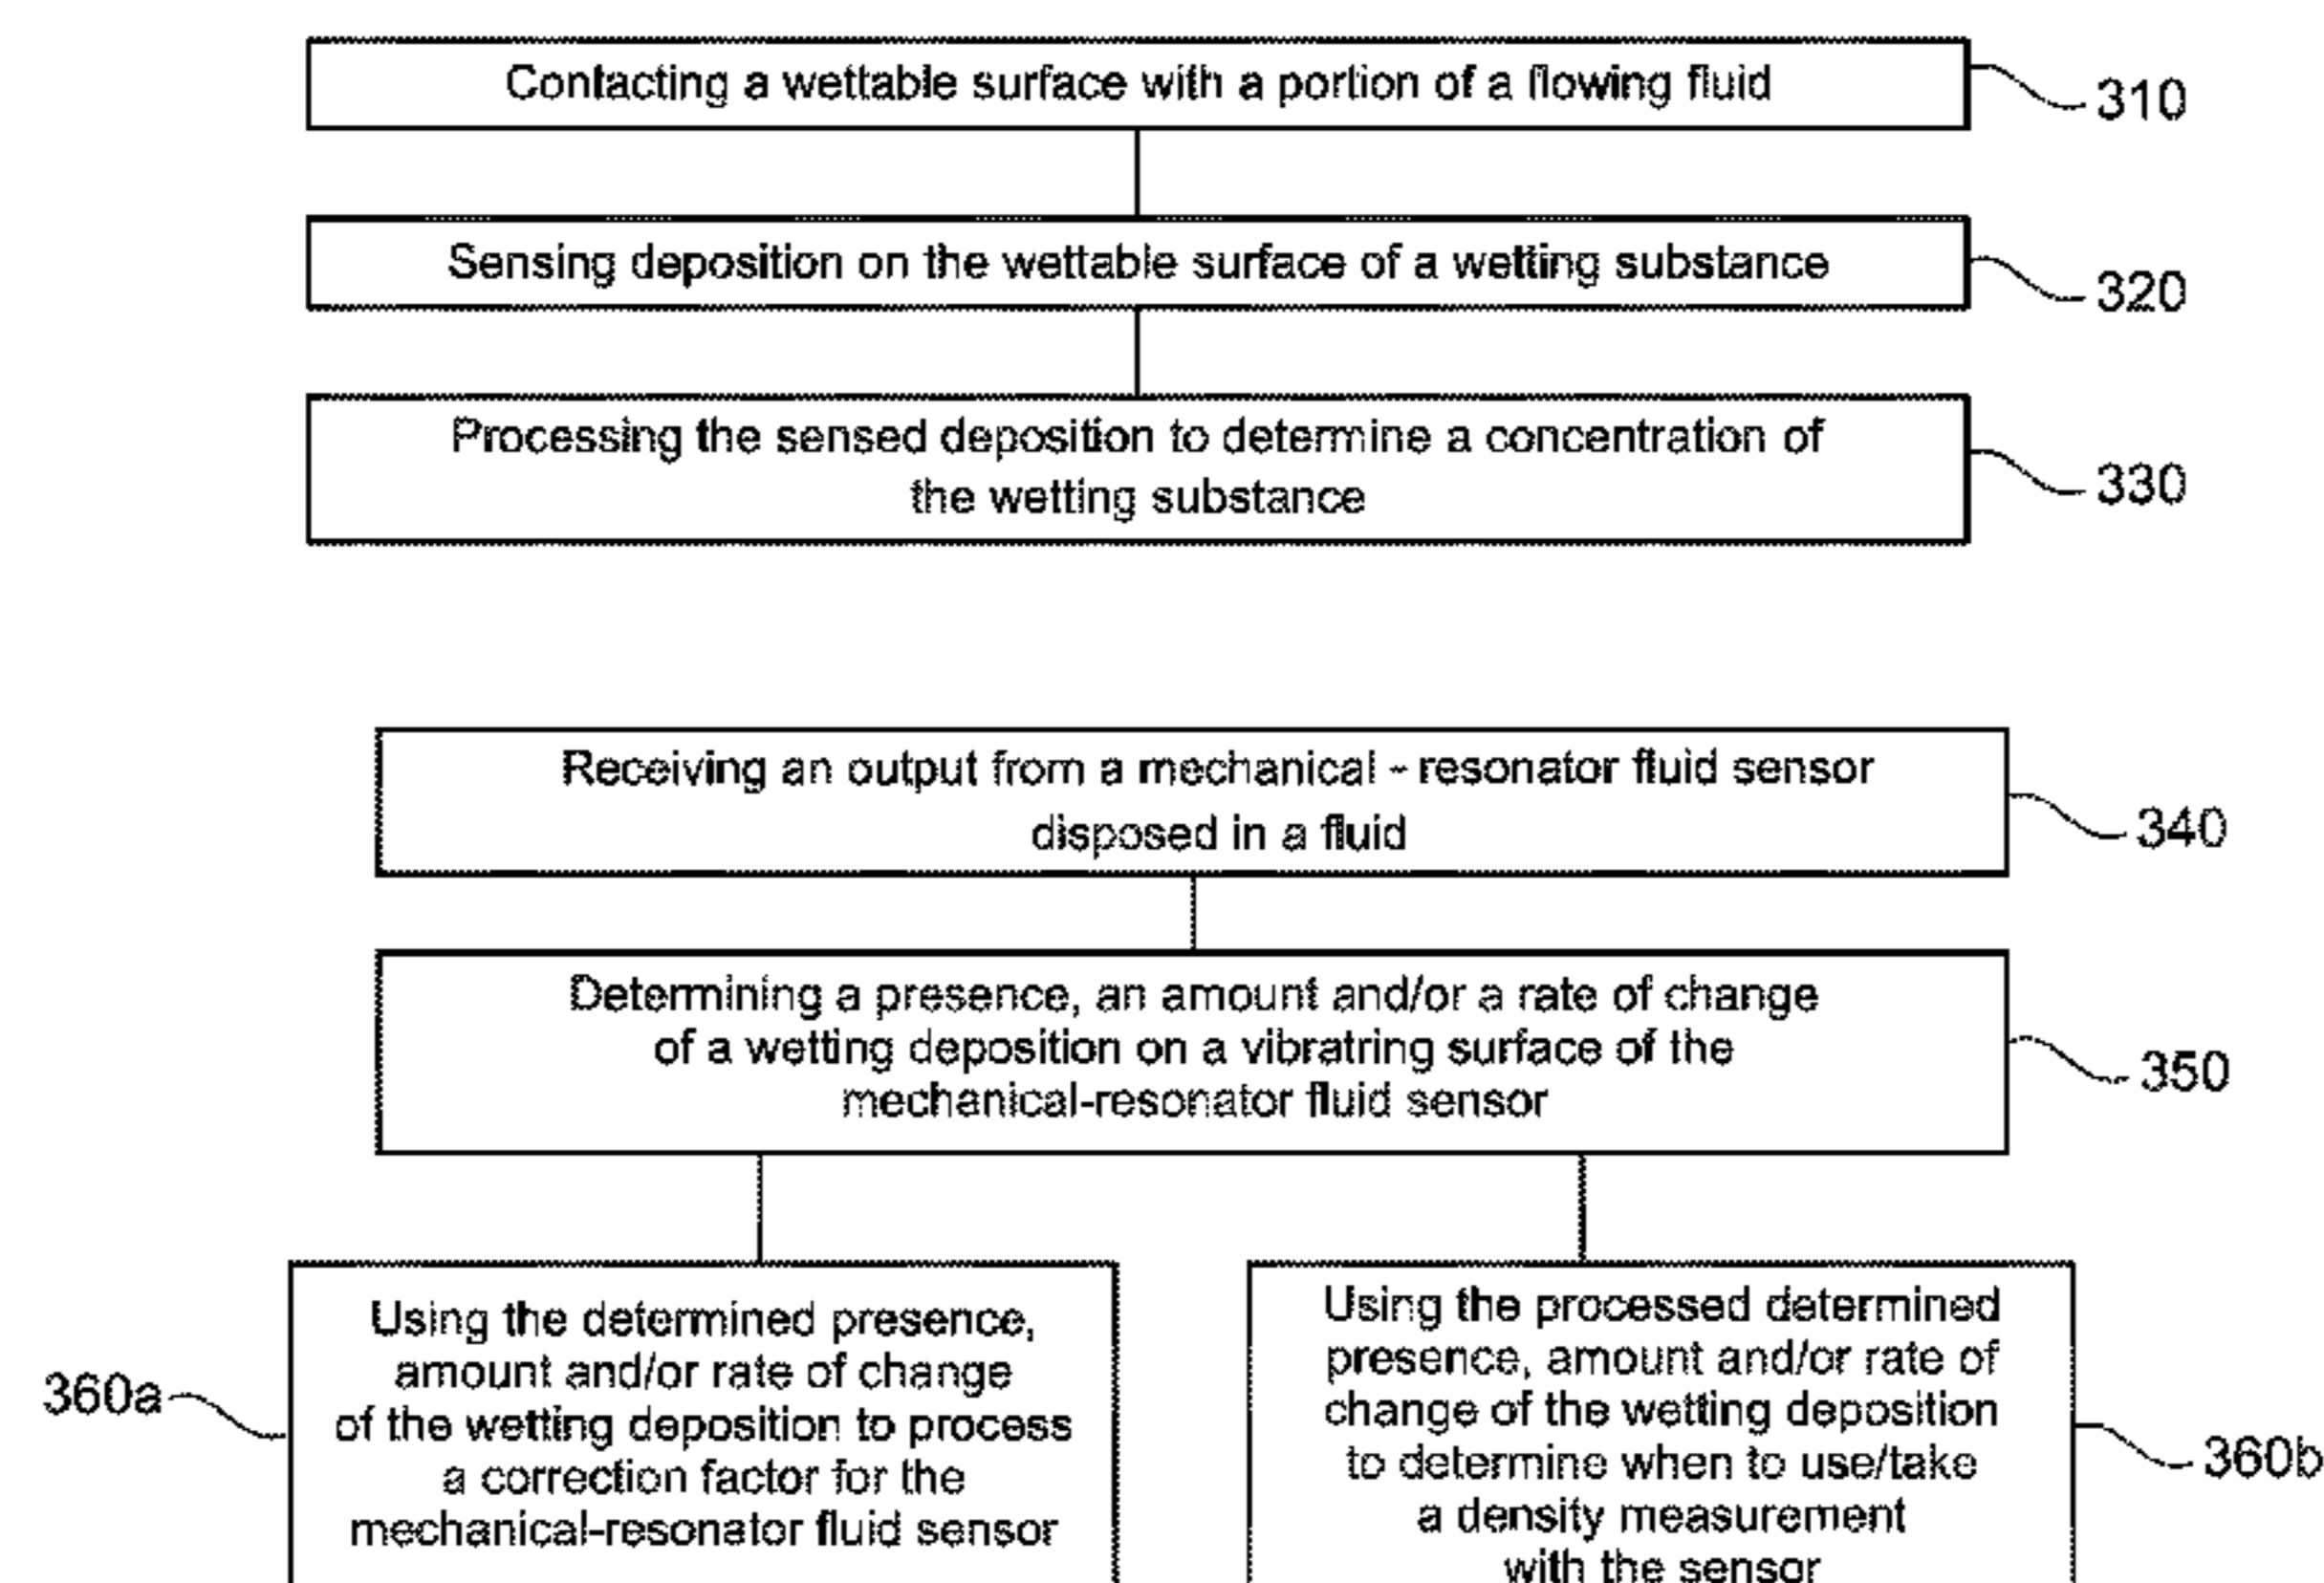 Contacting a wettable surface with a portion of a flowing fluid
310
Sensing deposition on the wettable surface of a wetting substance
320
Processing the sensed deposition to determine a concentration of
the wetting substance
330
Receiving an output from a mechanical - resonator fluid sensor
disposed in a fluid
340
Determining a presence, an amount and/or a rate of change
of a wetting deposition on a vibratring surface of the
mechanical-resonator fluid sensor
350
360a
Using the determined presence,
amount and/or rate of change
of the wetting deposition to process
a correction factor for the
mechanical-resonator fluid sensor
Using the processed determined
presence, amount and/or rate of
change of the wetting deposition
to determine when to use/take
a density measurement
with the sensor
360b